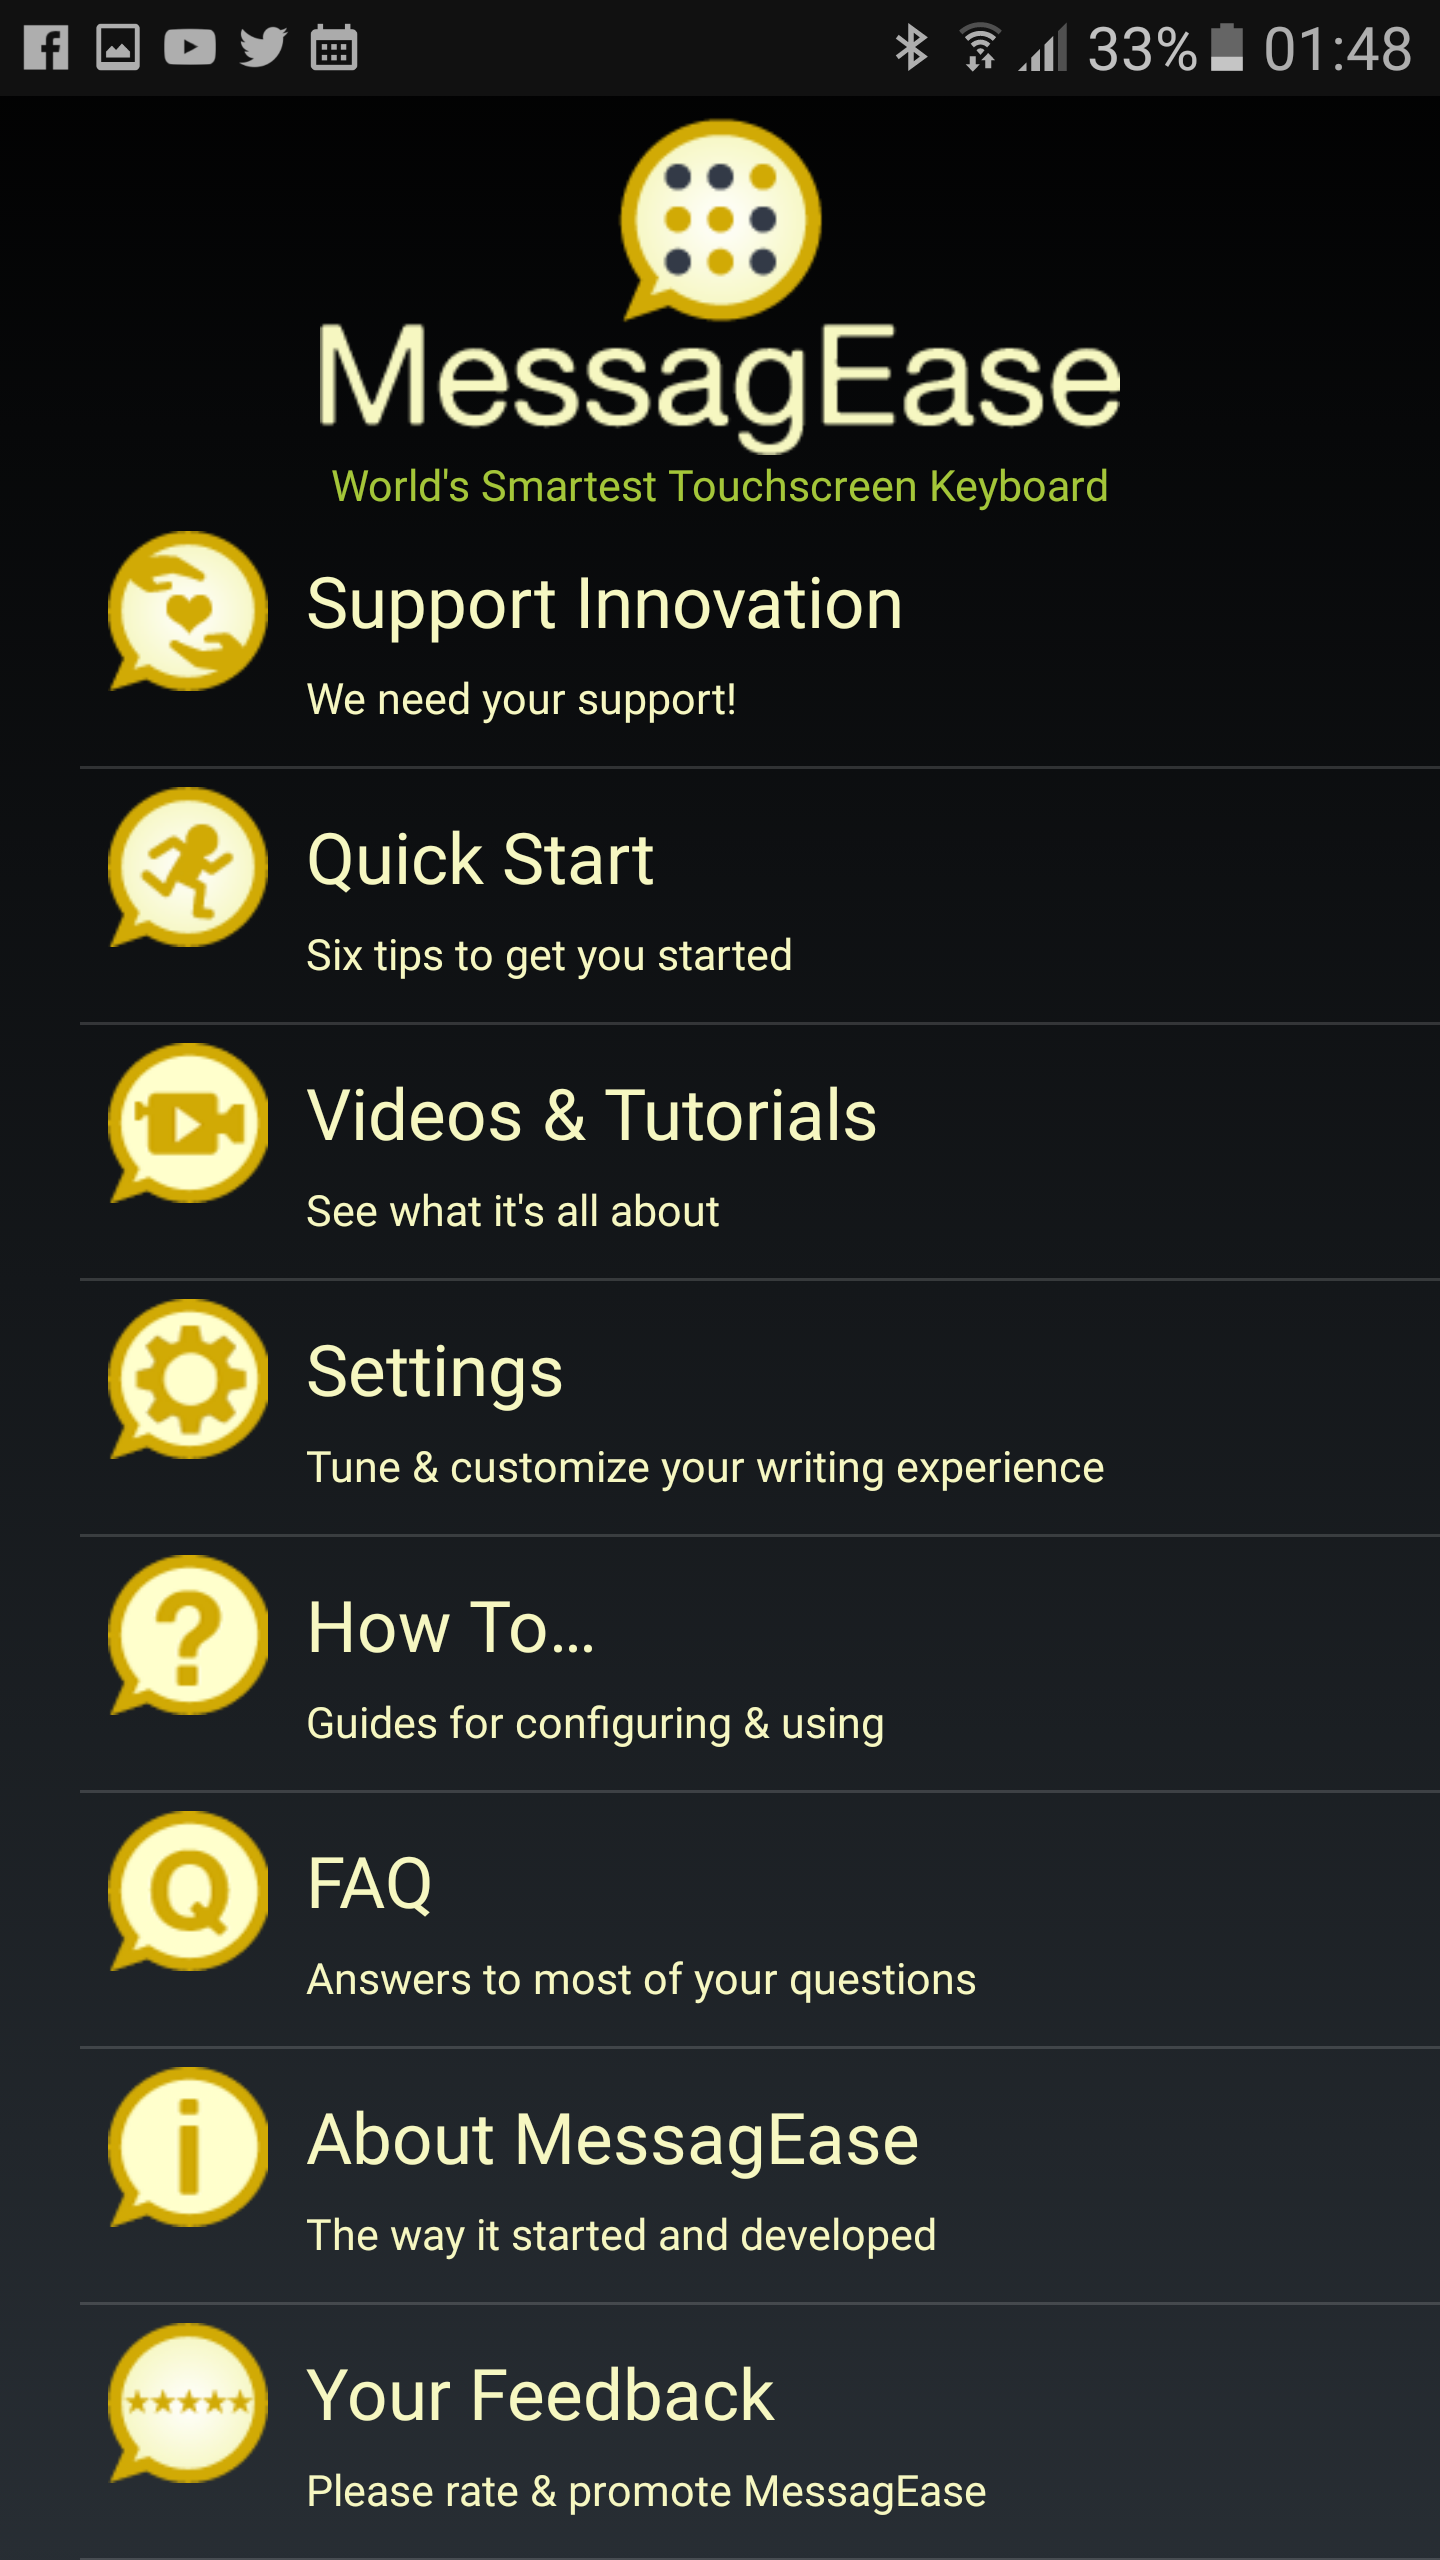 33% 01:48
MessagEase
World's Smartest Touchscreen Keyboard
Support Innovation
We need your support!
Quick Start
Six tips to get you started
Videos & Tutorials
See what it's all about
Settings
Tune & customize your writing experience
How To...
Guides for configuring & using
FAQ
Q
Answers to most of your questions
About MessagEase
The way it started and developed
Your Feedback
Please rate & promote MessagEase